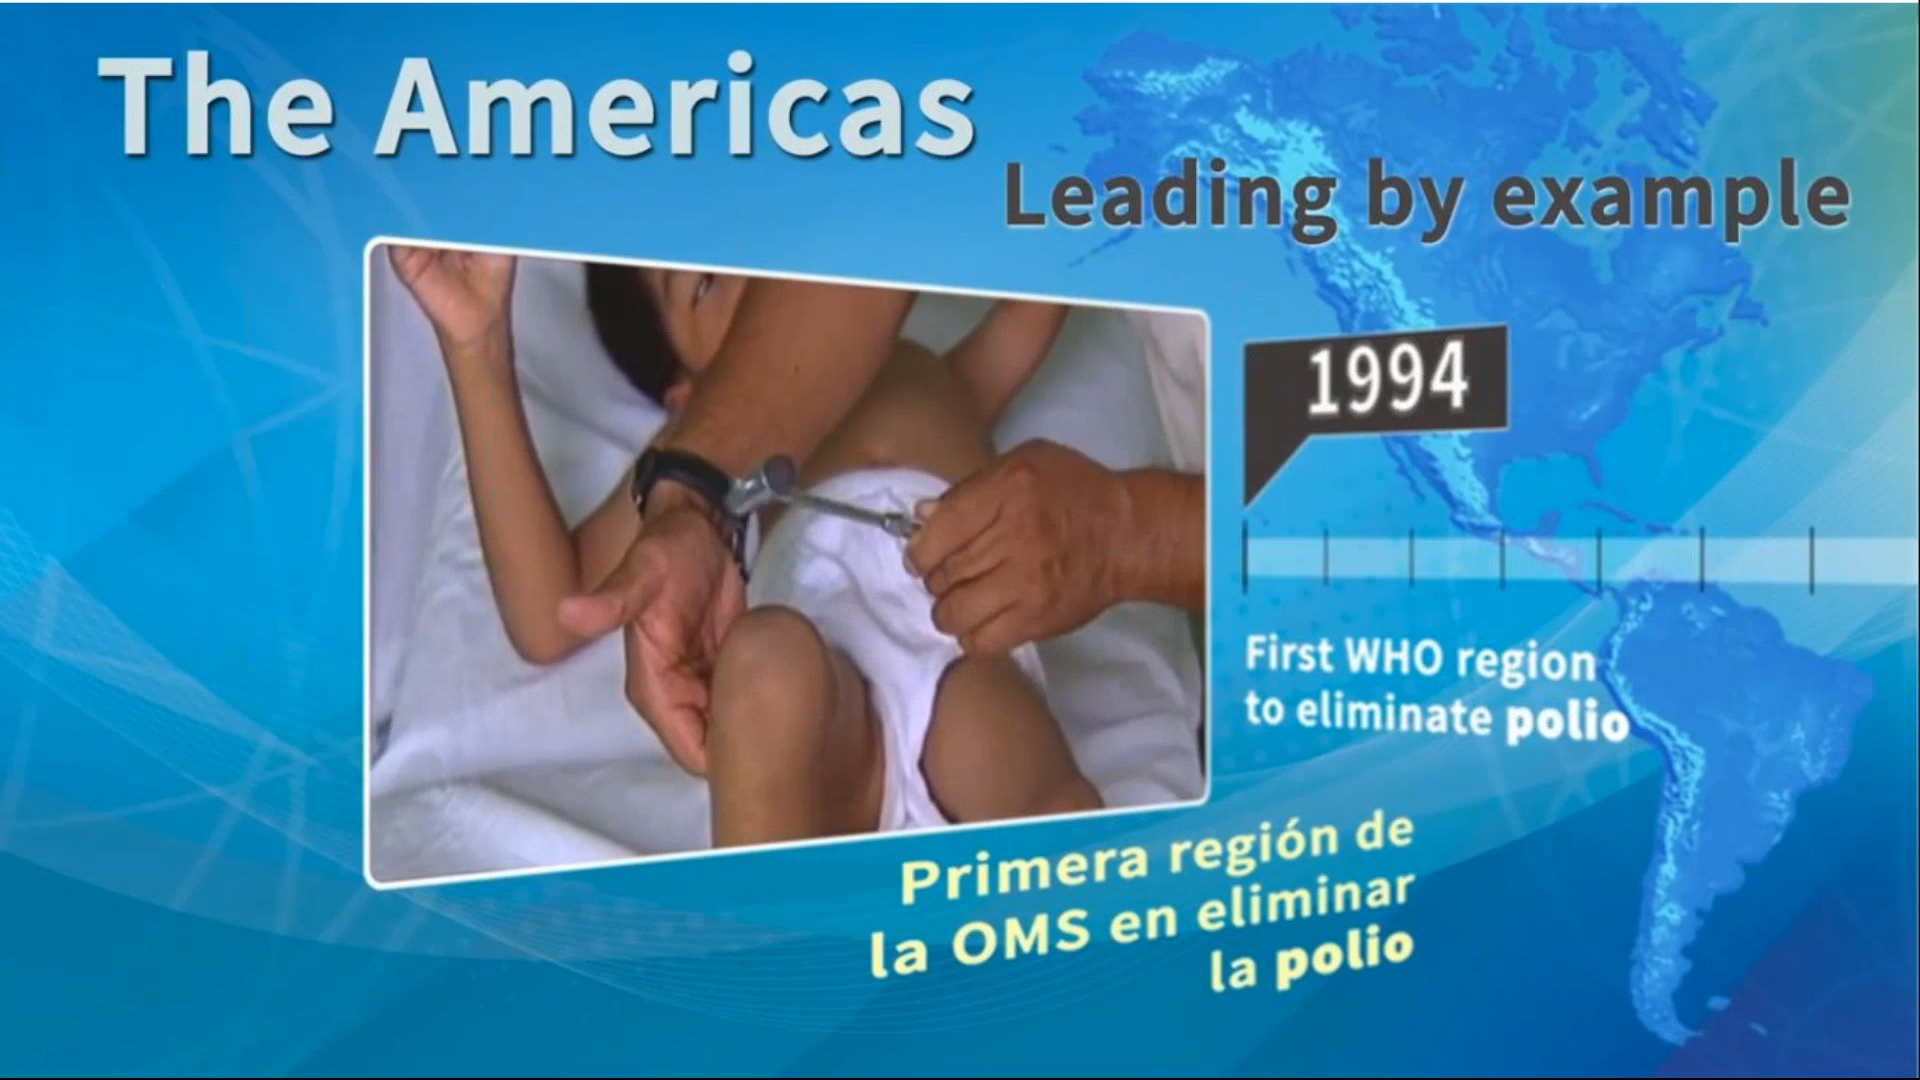 The Americas
Leading by example
1994
First WHO region
to eliminate polio
Primera región de
la OMS en eliminar
la polio